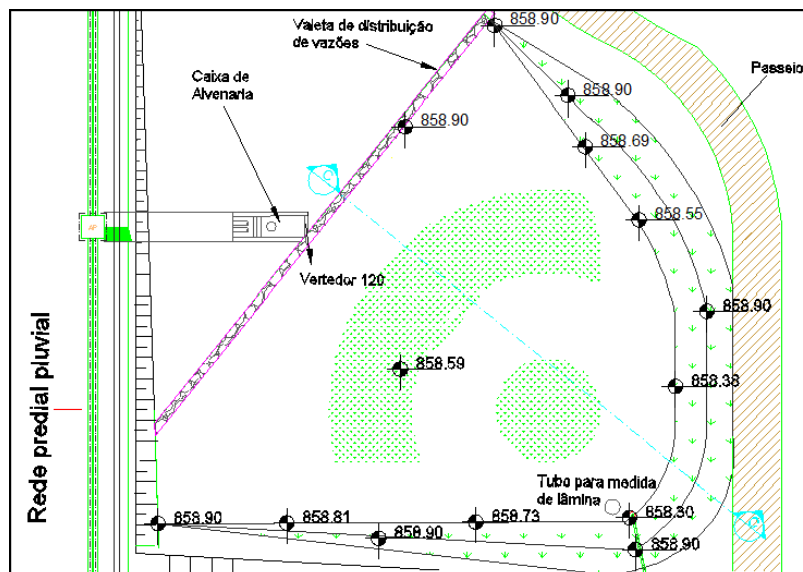 858.90
Valeta de distribuição
de vazões
Passeio
Caixa de
Alvenaria
858.90
858.90
858.69
858.55
AP
Vertedor 120
858.90
858.59
858.38
Rede predial pluvial
Tubo para medida
de lâmina
858.90
858.81
858.73
858.30
858.90
858.90